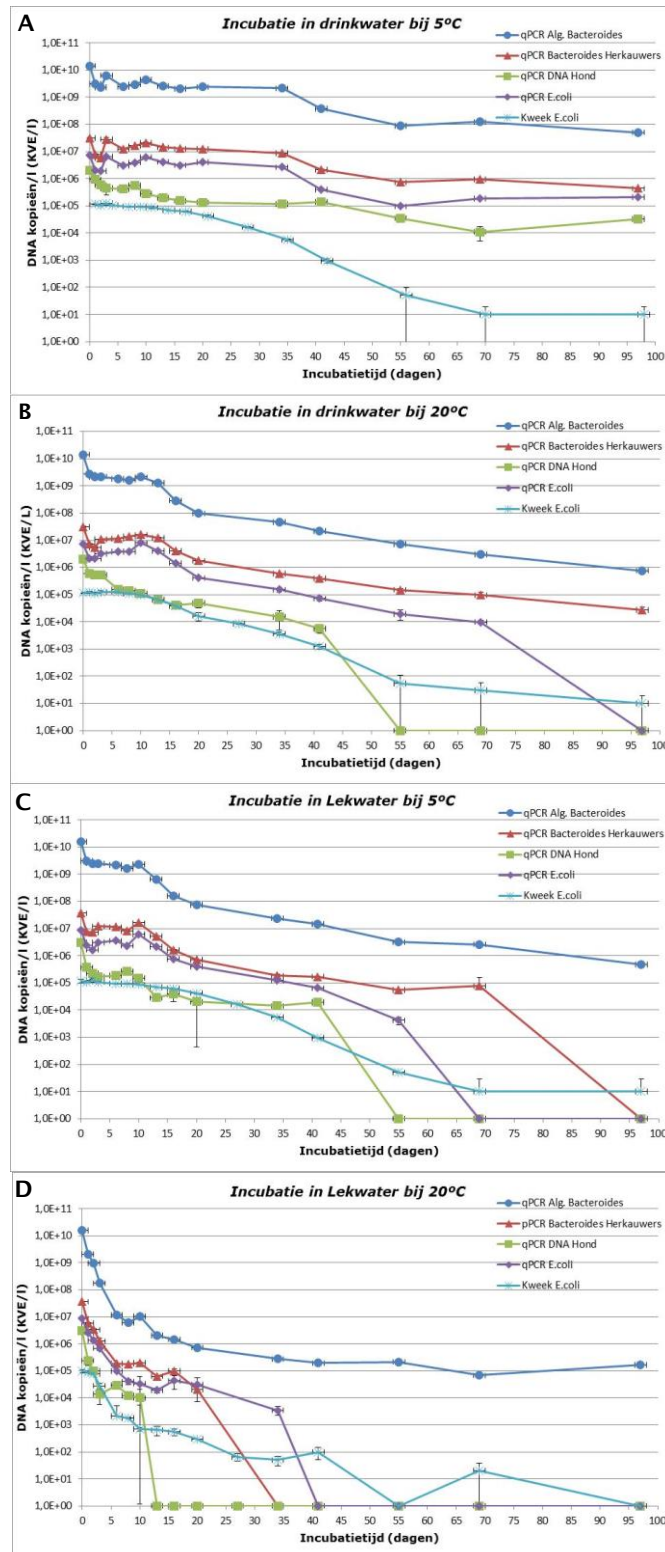 A
Incubatie in drinkwater bij 5ºC
qPCR Alg. Bacteroides
qPCR Bacteroides Herkauwers
qPCR DNA Hond
qPCR E.coli
Kweek E.coli
DNA kopieën/l (KVE/l)
1,0E+11
1,0E+10
1,0E+09
1,0E+08
1,0E+07
1,0E+06
1,0E+05
1,0E+04
1,0E+03
1,0E+02
1,0E+01
1,0E+00
0 5 10 15 20 25 30 35 40 45 50 55 60 65 70 75 80 85 90 95 100
Incubatietijd (dagen)
B
Incubatie in drinkwater bij 20ºC
qPCR Alg. Bacteroides
qPCR Bacteroides Herkauwers
qPCR DNA Hond
qPCR E.coli
Kweek E.coli
DNA kopieën/l (KVE/L)
1,0E+11
1,0E+10
1,0E+09
1,0E+08
1,0E+07
1,0E+06
1,0E+05
1,0E+04
1,0E+03
1,0E+02
1,0E+01
1,0E+00
0 5 10 15 20 25 30 35 40 45 50 55 60 65 70 75 80 85 90 95 100
Incubatietijd (dagen)
C
Incubatie in Lekwater bij 5ºC
qPCR Alg. Bacteroides
qPCR Bacteroides Herkauwers
qPCR DNA Hond
qPCR E.coli
Kweek E.coli
DNA kopieën/l (KVE/l)
1,0E+11
1,0E+10
1,0E+09
1,0E+08
1,0E+07
1,0E+06
1,0E+05
1,0E+04
1,0E+03
1,0E+02
1,0E+01
1,0E+00
0 5 10 15 20 25 30 35 40 45 50 55 60 65 70 75 80 85 90 95 100
Incubatietijd (dagen)
D
Incubatie in Lekwater bij 20ºC
qPCR Alg. Bacteroides
pPCR Bacteroides Herkauwers
qPCR DNA Hond
qPCR E.coli
Kweek E.coli
DNA kopieën/l (KVE/l)
1,0E+11
1,0E+10
1,0E+09
1,0E+08
1,0E+07
1,0E+06
1,0E+05
1,0E+04
1,0E+03
1,0E+02
1,0E+01
1,0E+00
0 5 10 15 20 25 30 35 40 45 50 55 60 65 70 75 80 85 90 95 100
Incubatietijd (dagen)